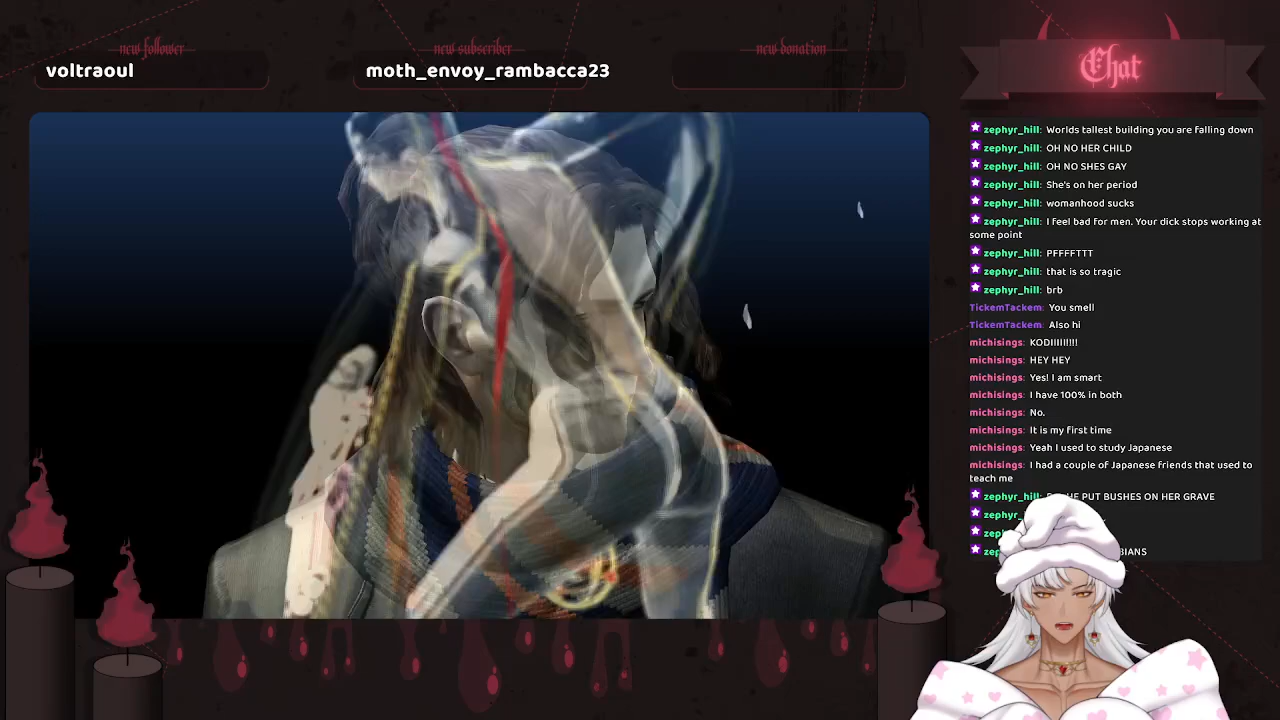 new follower
new subscriber
new donation
voltraoul
moth_envoy_rambacca23
Chat
zephyr_hill: Worlds tallest building you are falling down
zephyr_hill: OH NO HER CHILD
zephyr_hill: OH NO SHES GAY
zephyr_hill: She's on her period
zephyr_hill: womanhood sucks
zephyr_hill: I feel bad for men. Your dick stops working at
some point
zephyr_hill: PFFFFTTT
zephyr_hill: that is so tragic
zephyr_hill: brb
TickemTackem: You smell
TickemTackem: Also hi
michisings: KODIIIII!!!!
michisings: HEY HEY
michisings: Yes! I am smart
michisings: I have 100% in both
michisings: No.
michisings: It is my first time
michisings: Yeah I used to study Japanese
michisings: I had a couple of Japanese friends that used to
teach me
zephyr_hill: PUT BUSHES ON HER GRAVE